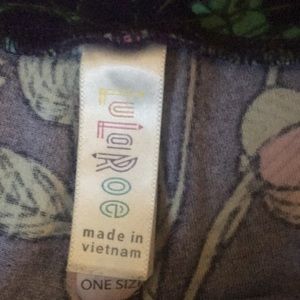 LuLaRoe
made in
vietnam
ONE SIZE